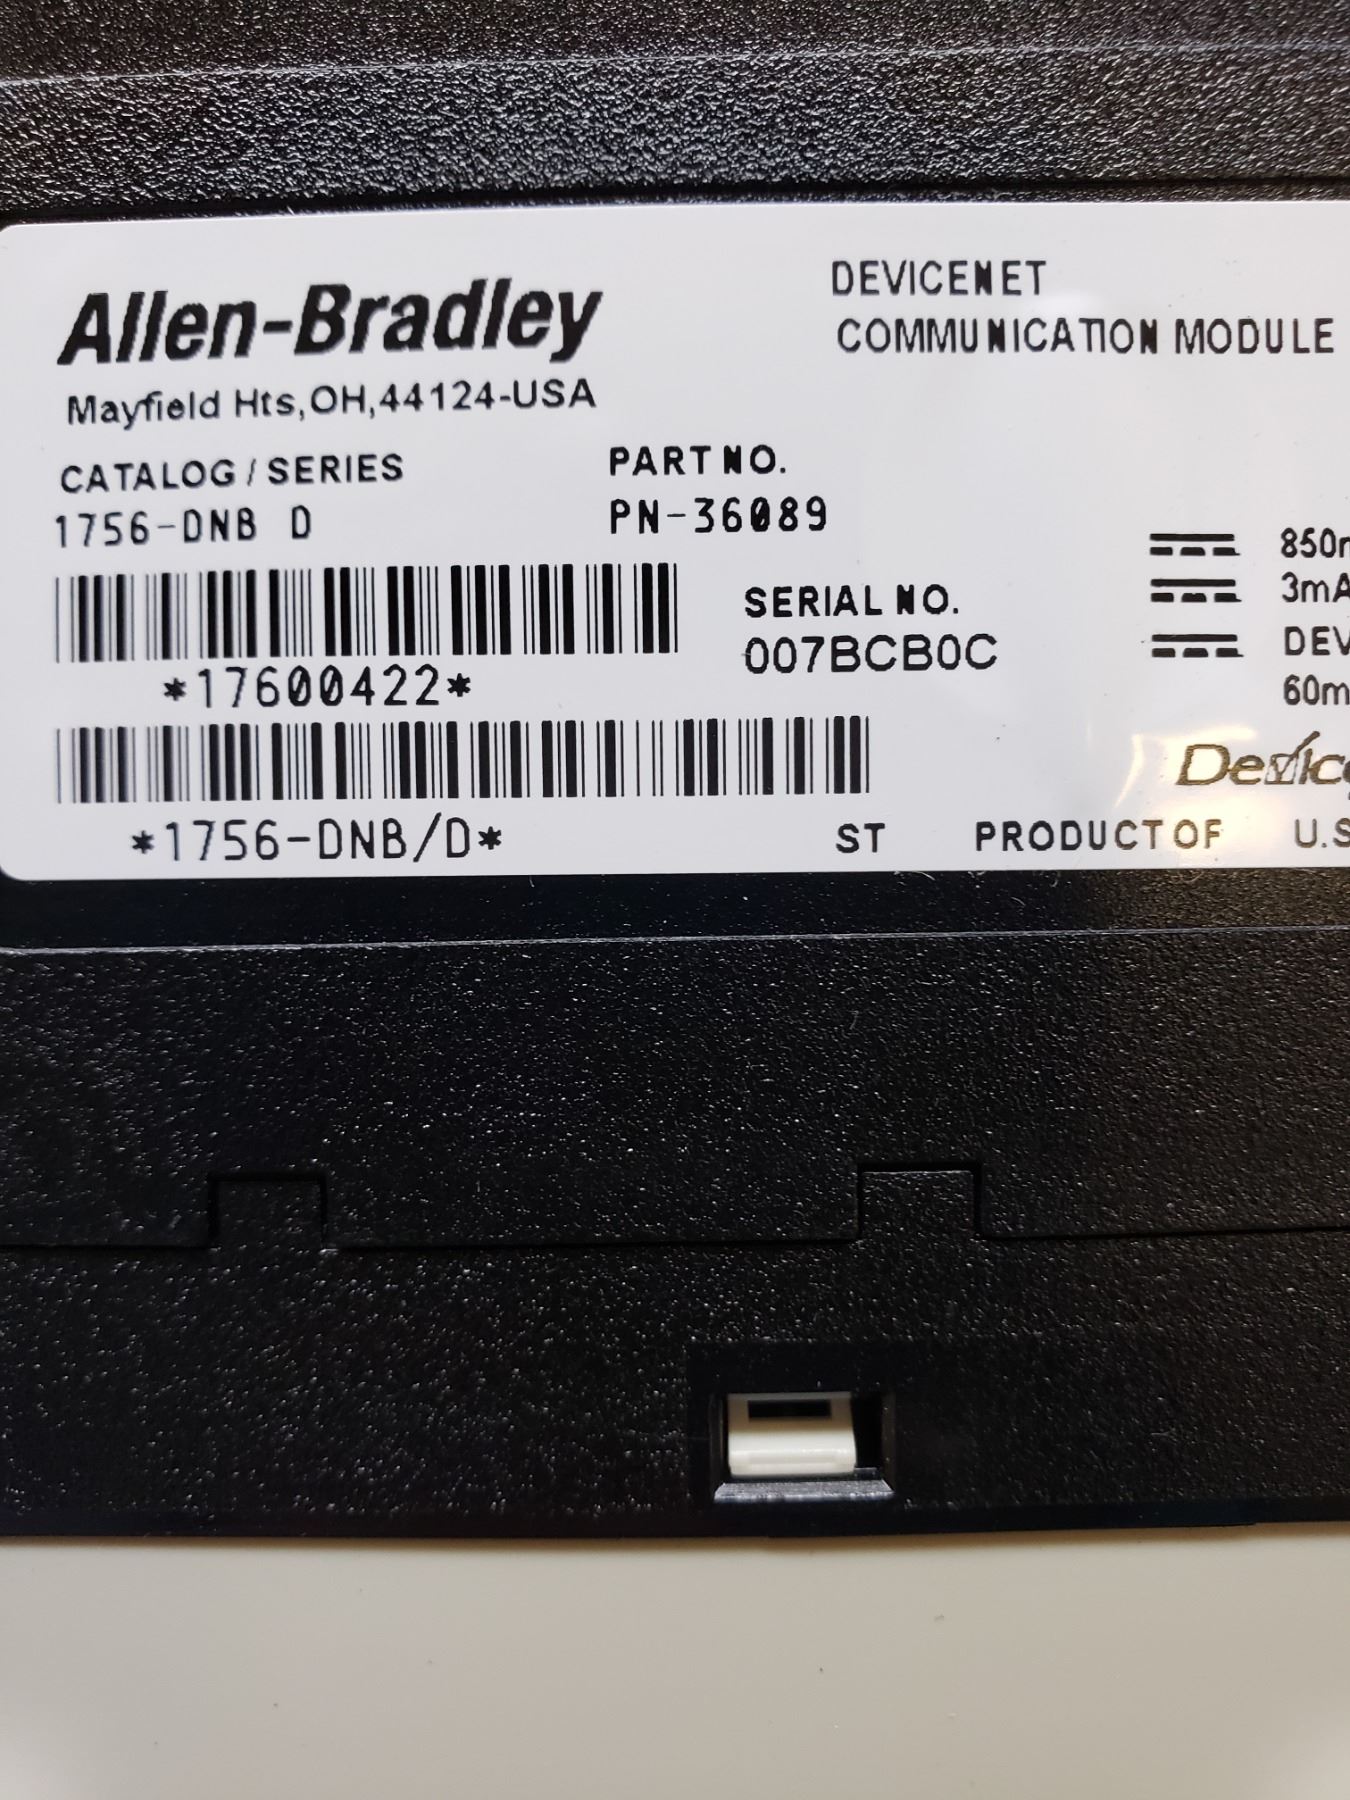 Allen-Bradley
Mayfield Hts,OH,44124-USA
DEVICENET
COMMUNICATION MODULE
CATALOG / SERIES
1756-DNB D
PART NO.
PN-36089
SERIAL NO.
007BCB0C
*17600422*
*1756-DNB/D*
850m
3mA
DEV
60m
Device
ST PRODUCT OF U.S